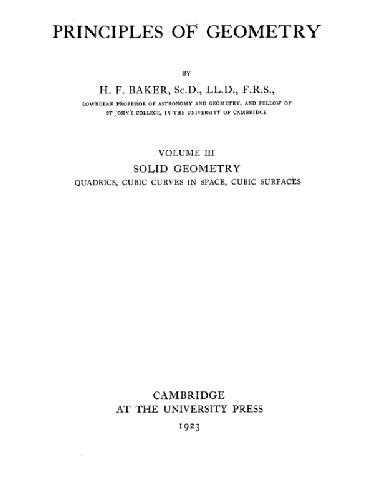 PRINCIPLES OF GEOMETRY
BY
H. F. BAKER, Sc.D., LL.D., F.R.S.,
LOWNDEAN PROFESSOR OF ASTRONOMY AND GEOMETRY, AND FELLOW OF
ST JOHN'S COLLEGE, IN THE UNIVERSITY OF CAMBRIDGE
VOLUME III
SOLID GEOMETRY
QUADRICS, CUBIC CURVES IN SPACE, CUBIC SURFACES
CAMBRIDGE
AT THE UNIVERSITY PRESS
1923